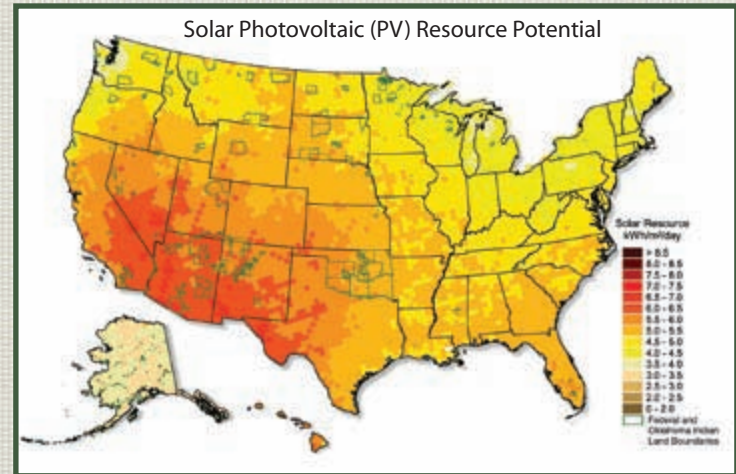 Solar Photovoltaic (PV) Resource Potential
Solar Resource
kWh/m²/day
> 8.5
8.0 - 8.5
7.5 - 8.0
7.0 - 7.5
6.5 - 7.0
6.0 - 6.5
5.5 - 6.0
5.0 - 5.5
4.5 - 5.0
4.0 - 4.5
3.5 - 4.0
3.0 - 3.5
2.5 - 3.0
2.0 - 2.5
0 - 2.0
Federal and
Oklahoma Indian
Land Boundaries